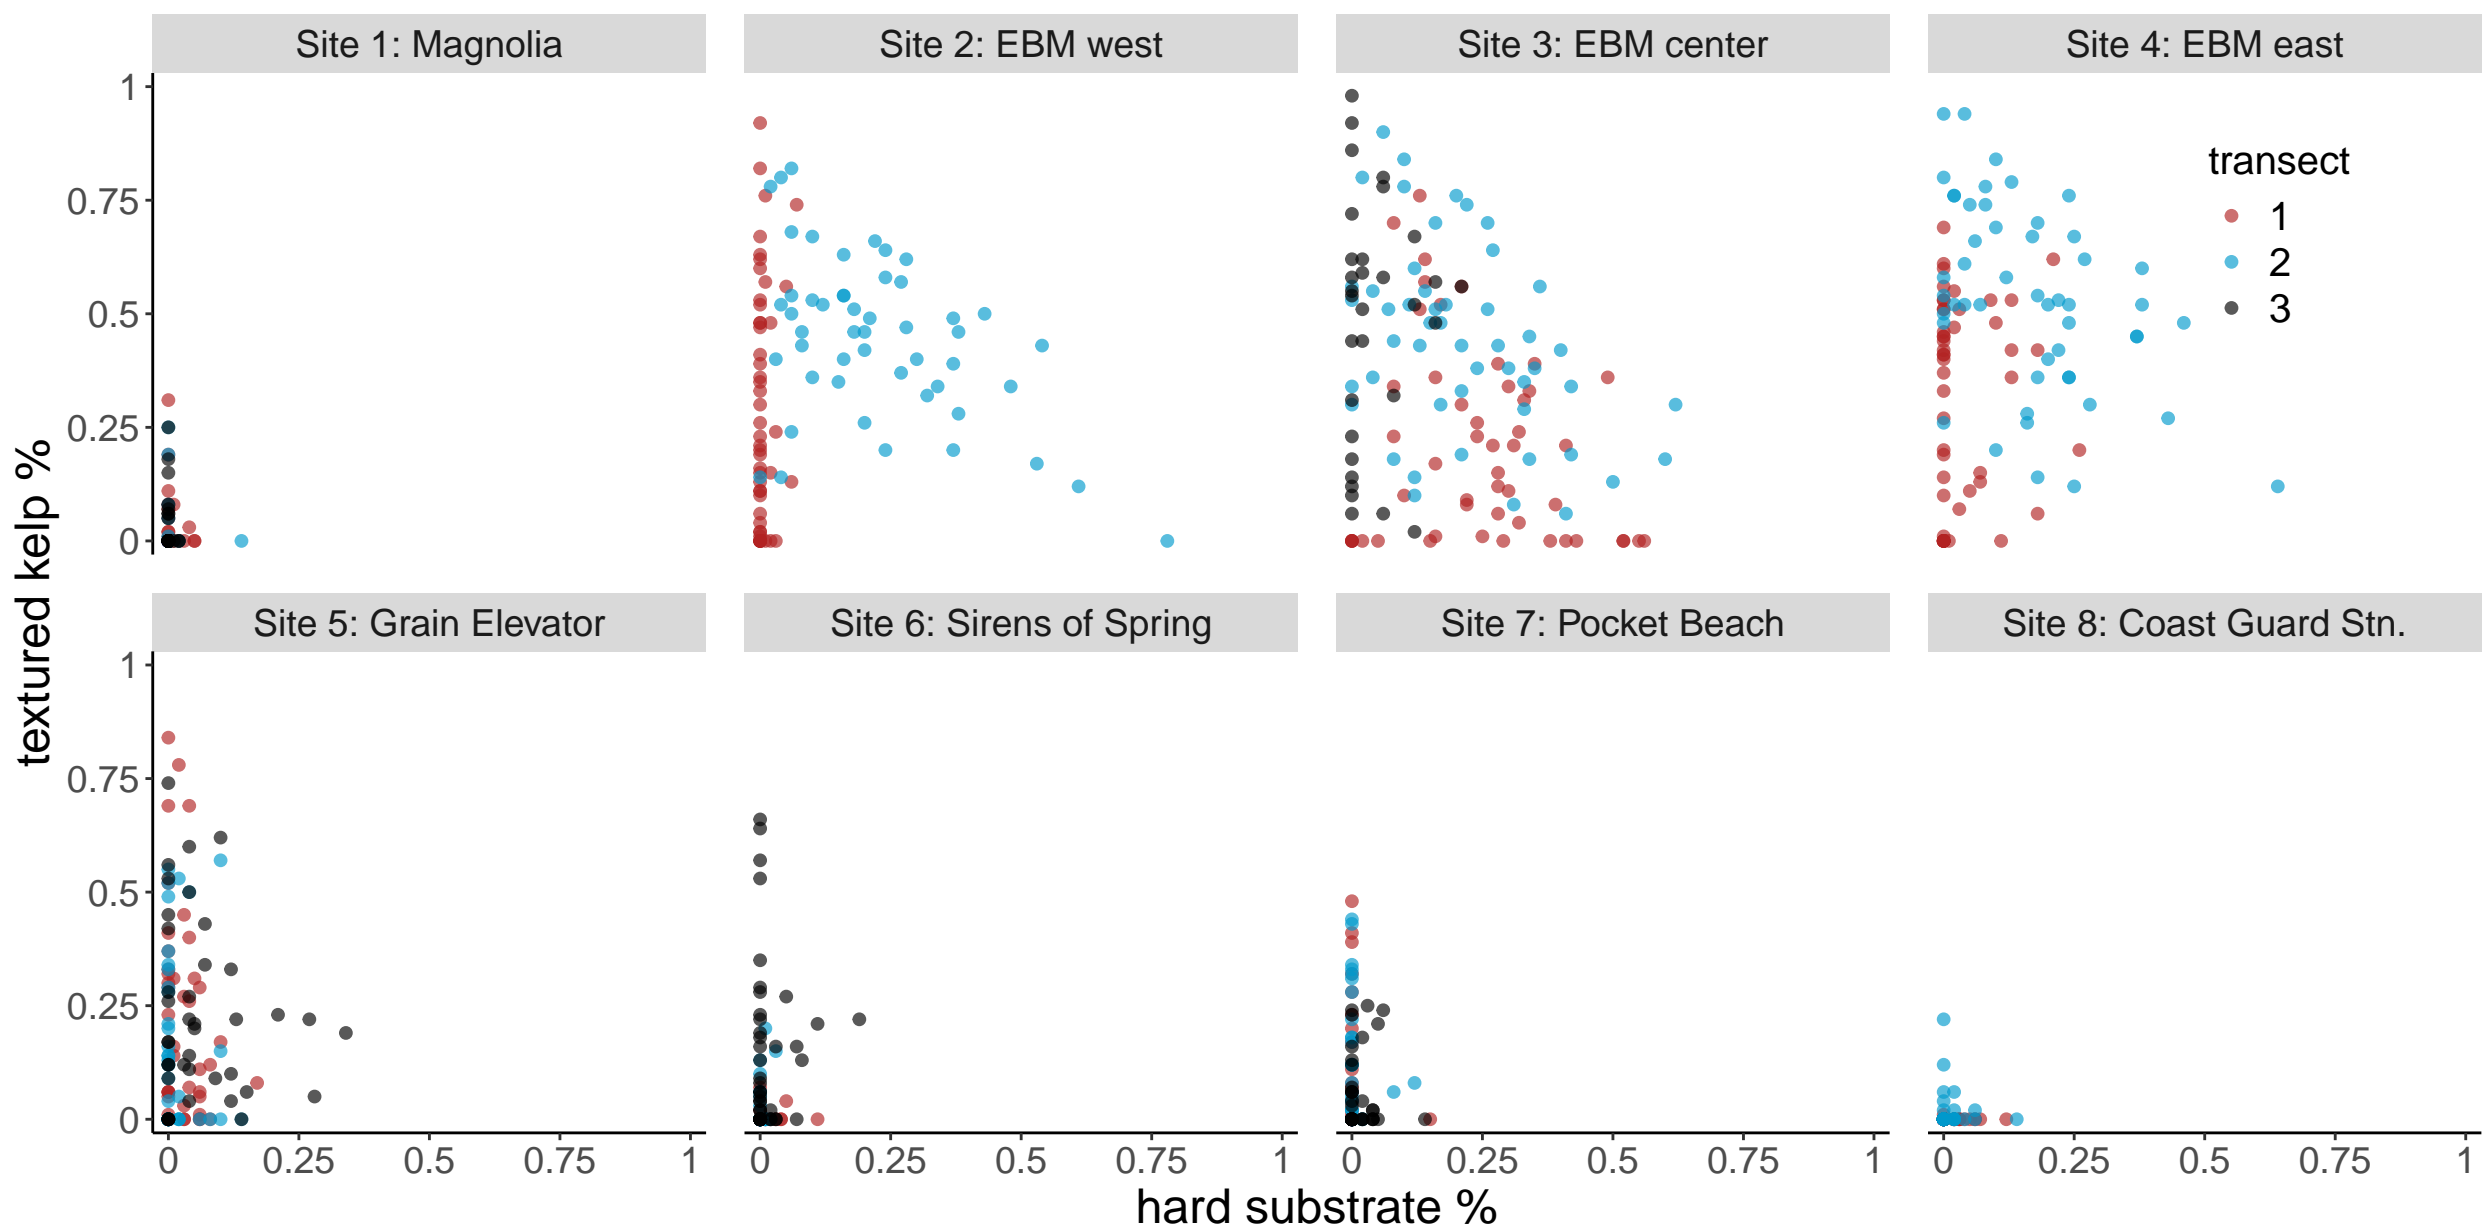 Site 1: Magnolia
Site 2: EBM west
Site 3: EBM center
Site 4: EBM east
1
0.75
0.5
0.25
0
transect
1
2
3
textured kelp %
Site 5: Grain Elevator
Site 6: Sirens of Spring
Site 7: Pocket Beach
Site 8: Coast Guard Stn.
1
0.75
0.5
0.25
0
0 0.25 0.5 0.75 1
0 0.25 0.5 0.75 1
0 0.25 0.5 0.75 1
0 0.25 0.5 0.75 1
hard substrate %